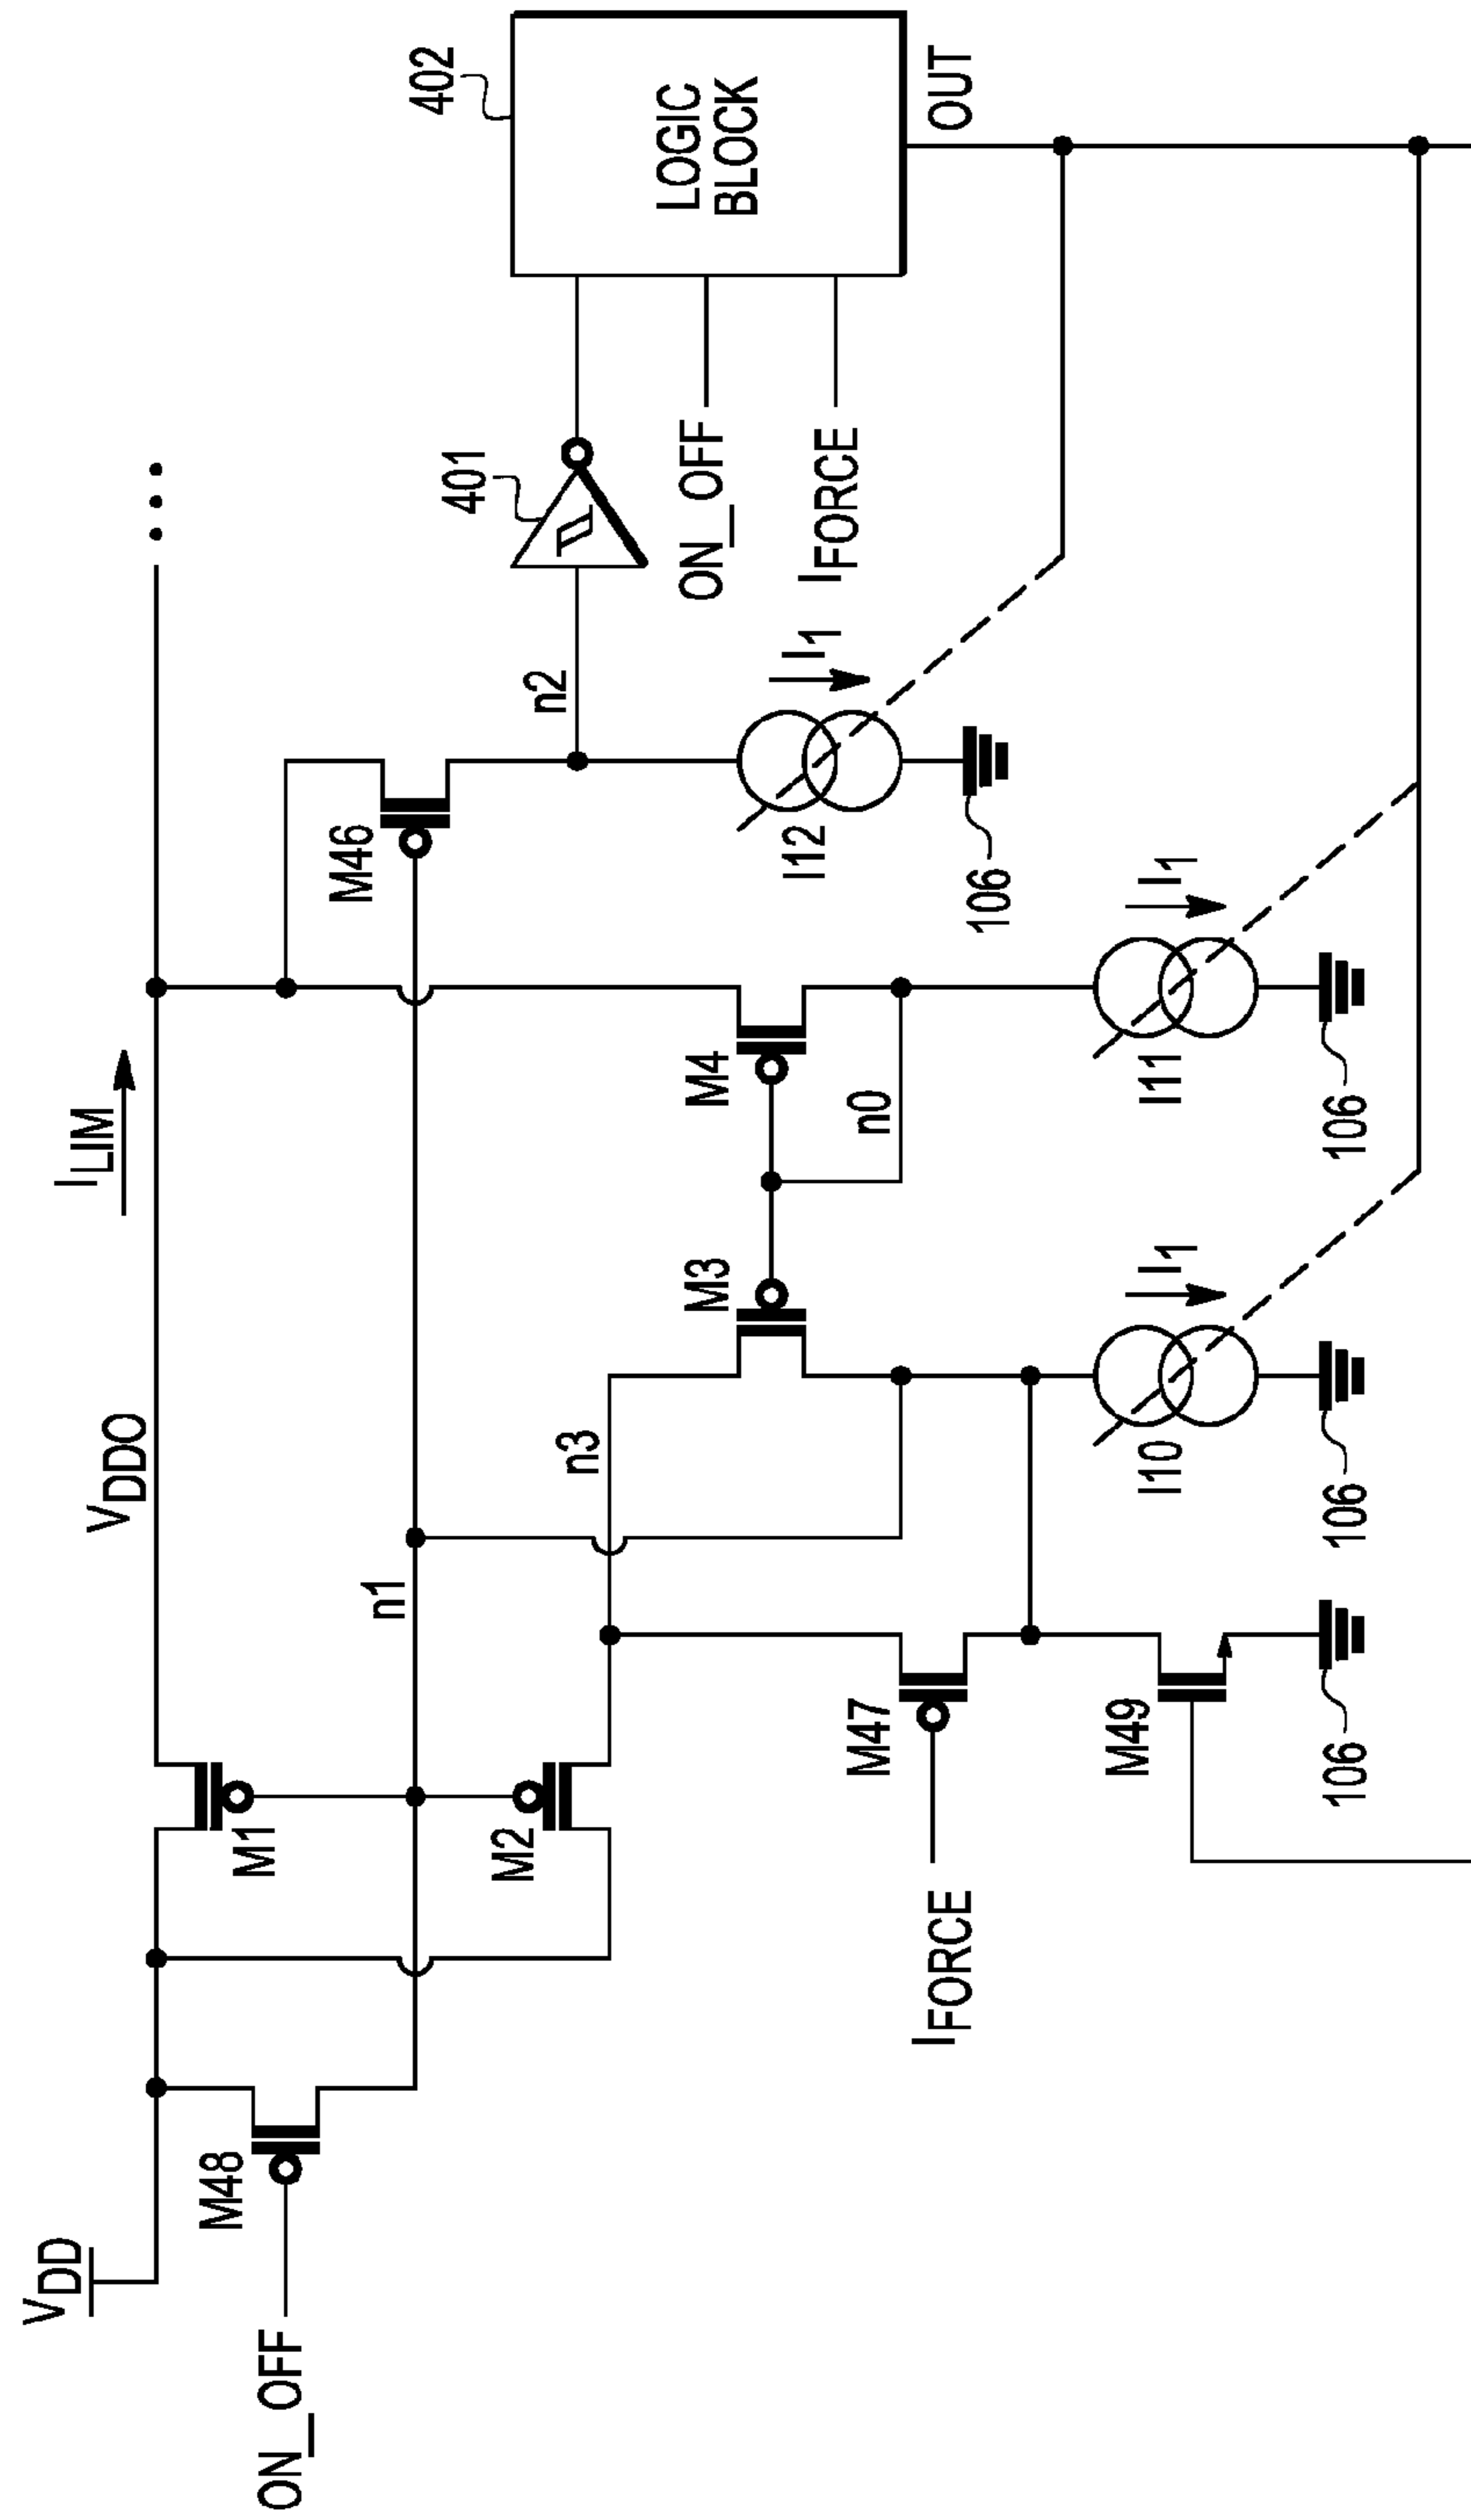 VDD
ON_OFF
M48
M1
M2
n1
VDDO
ILIM
n3
IFORCE
M47
M49
106
M3
M4
n0
I10
I1
106
I11
I1
106
M46
n2
I12
I1
106
401
402
LOGIC
BLOCK
ON_OFF
IFORCE
OUT